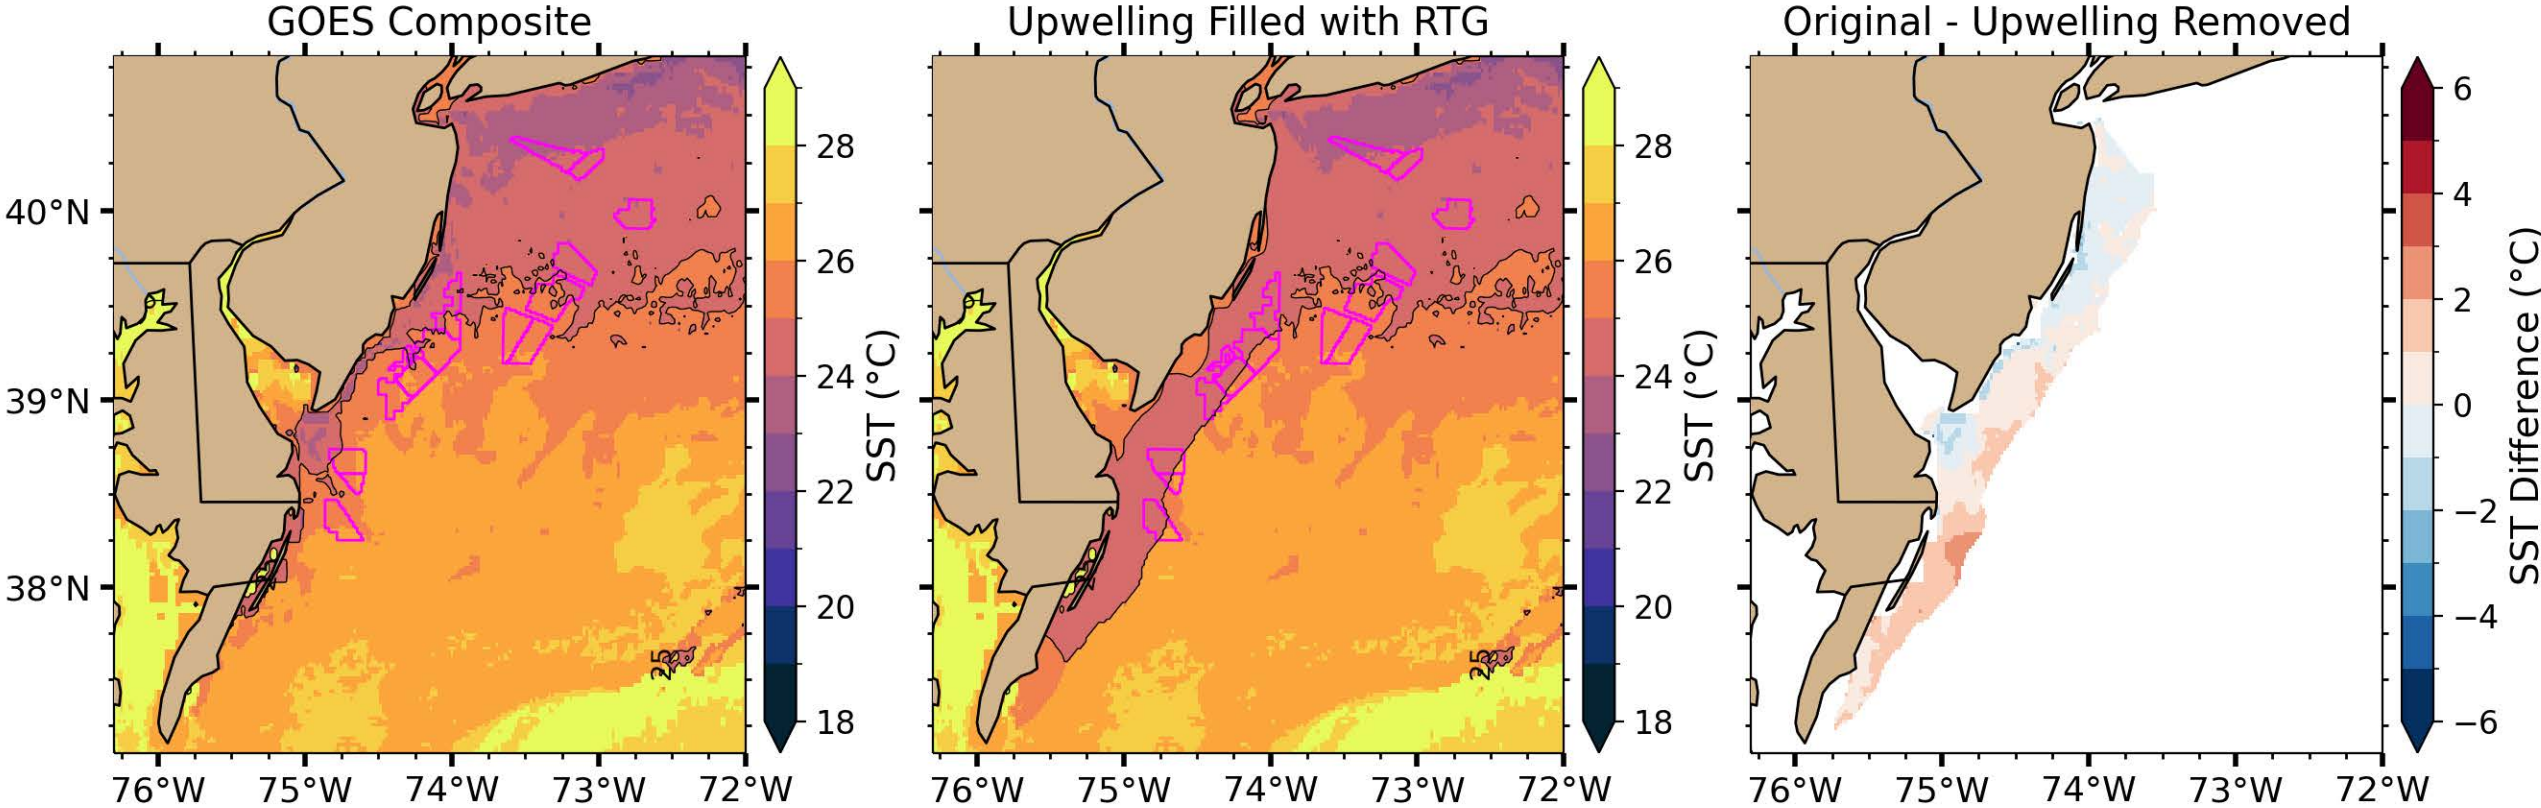 GOES Composite
Upwelling Filled with RTG
Original - Upwelling Removed
40°N
39°N
38°N
76°W 75°W 74°W 73°W 72°W
25
28
26
24
22
20
18
SST (°C)
76°W 75°W 74°W 73°W 72°W
25
28
26
24
22
20
18
SST (°C)
76°W 75°W 74°W 73°W 72°W
6
4
2
0
−2
−4
−6
SST Difference (°C)